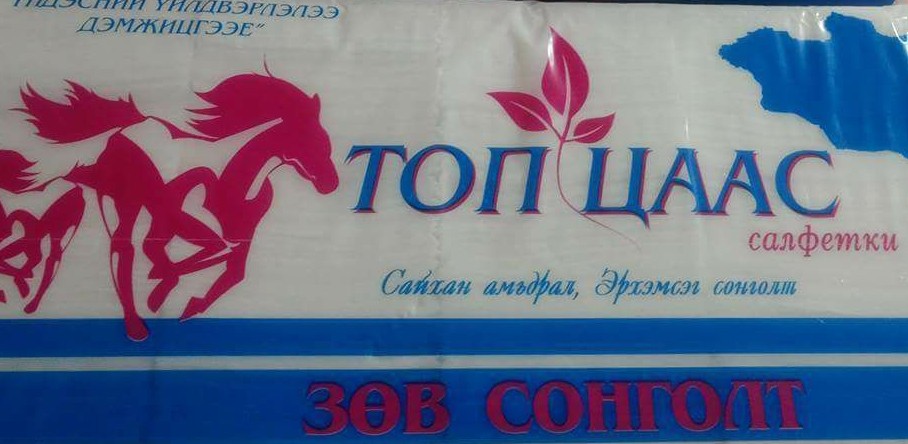 ҮНДЭСНИЙ ҮЙЛДВЭРЛЭЛЭЭ
ДЭМЖИЦГЭЭЕ"
ТОП ЦААС
салфетки
Сайхан амьдрал, Эрхэмсэг сонголт
ЗӨВ СОНГОЛТ